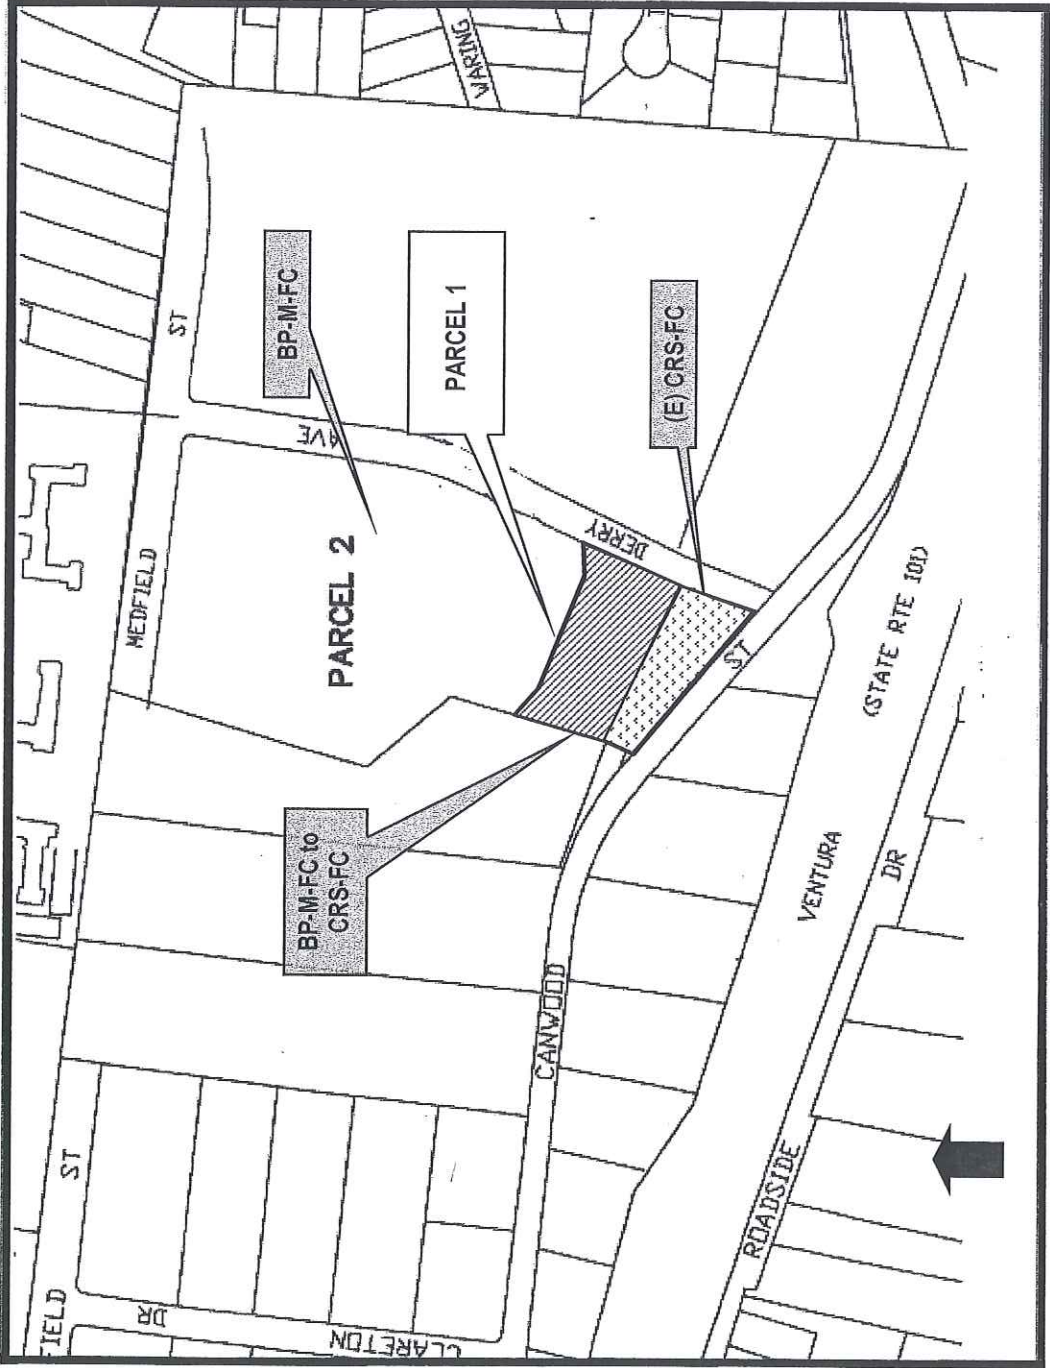 FIELD
ST
MEDFIELD
ST
DR
CLARETON
BP-M-FC
PARCEL 2
AVE
BP-M-FC to
CRS-FC
PARCEL 1
WARING
DERRY
(E) CRS-FC
CANWOOD
ST
VENTURA
(STATE RTE 101)
ROADSIDE
DR